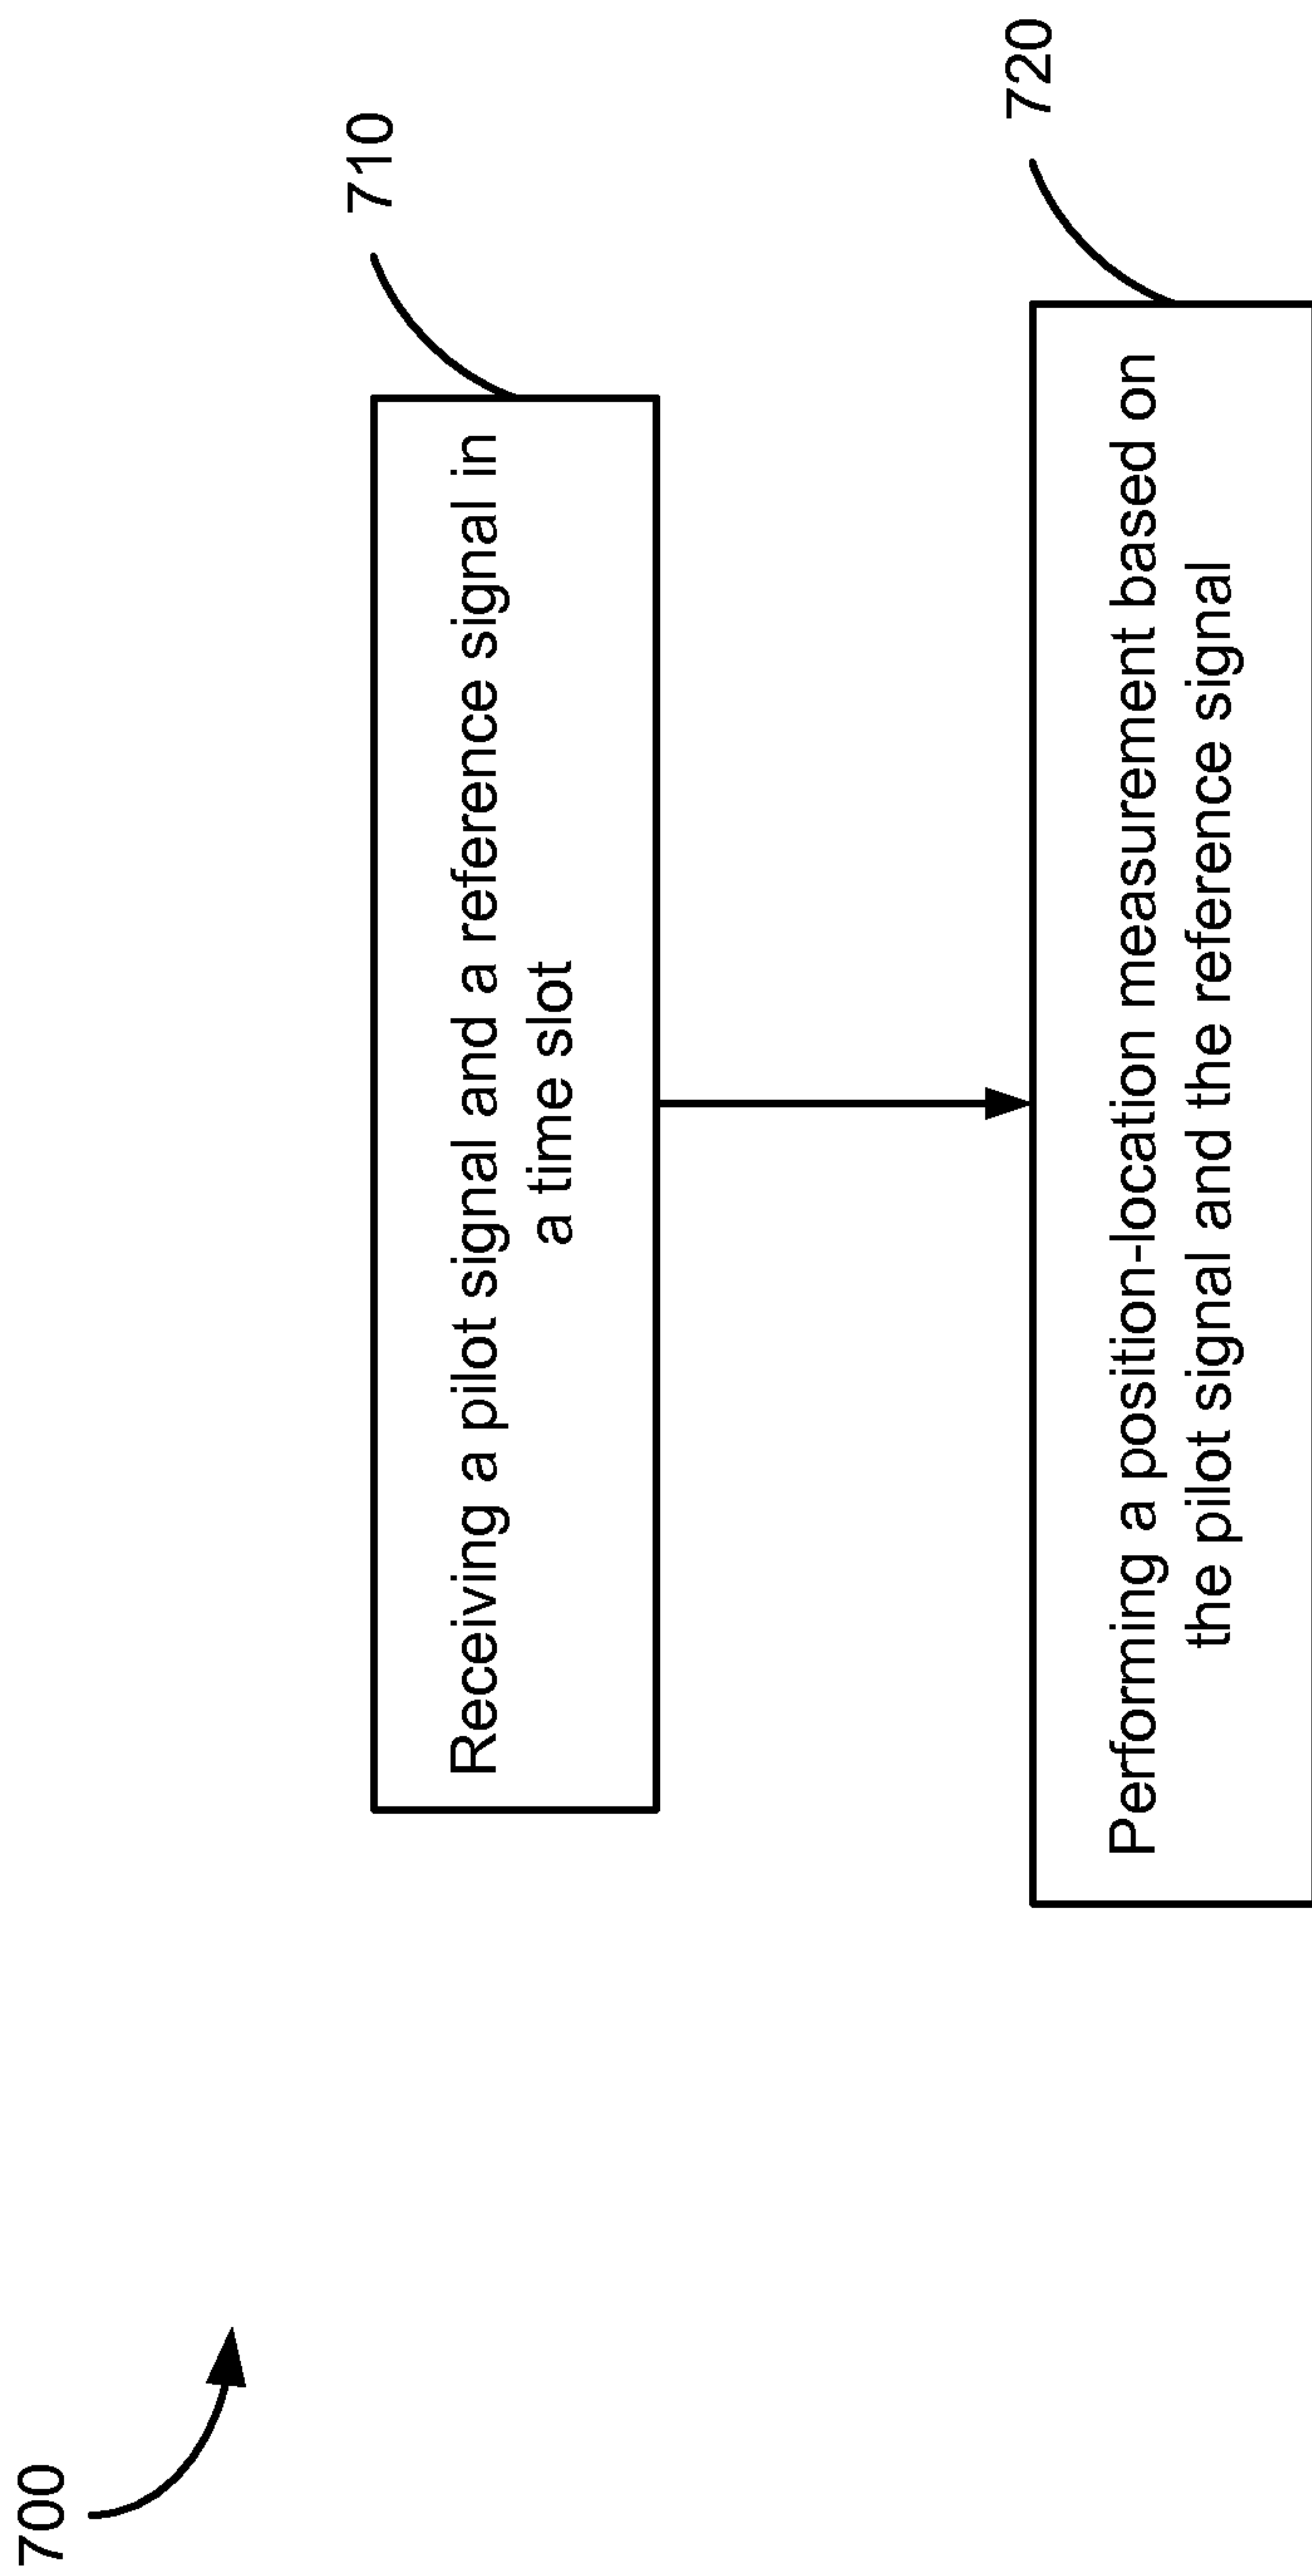 700
710
Receiving a pilot signal and a reference signal in
a time slot
720
Performing a position-location measurement based on
the pilot signal and the reference signal